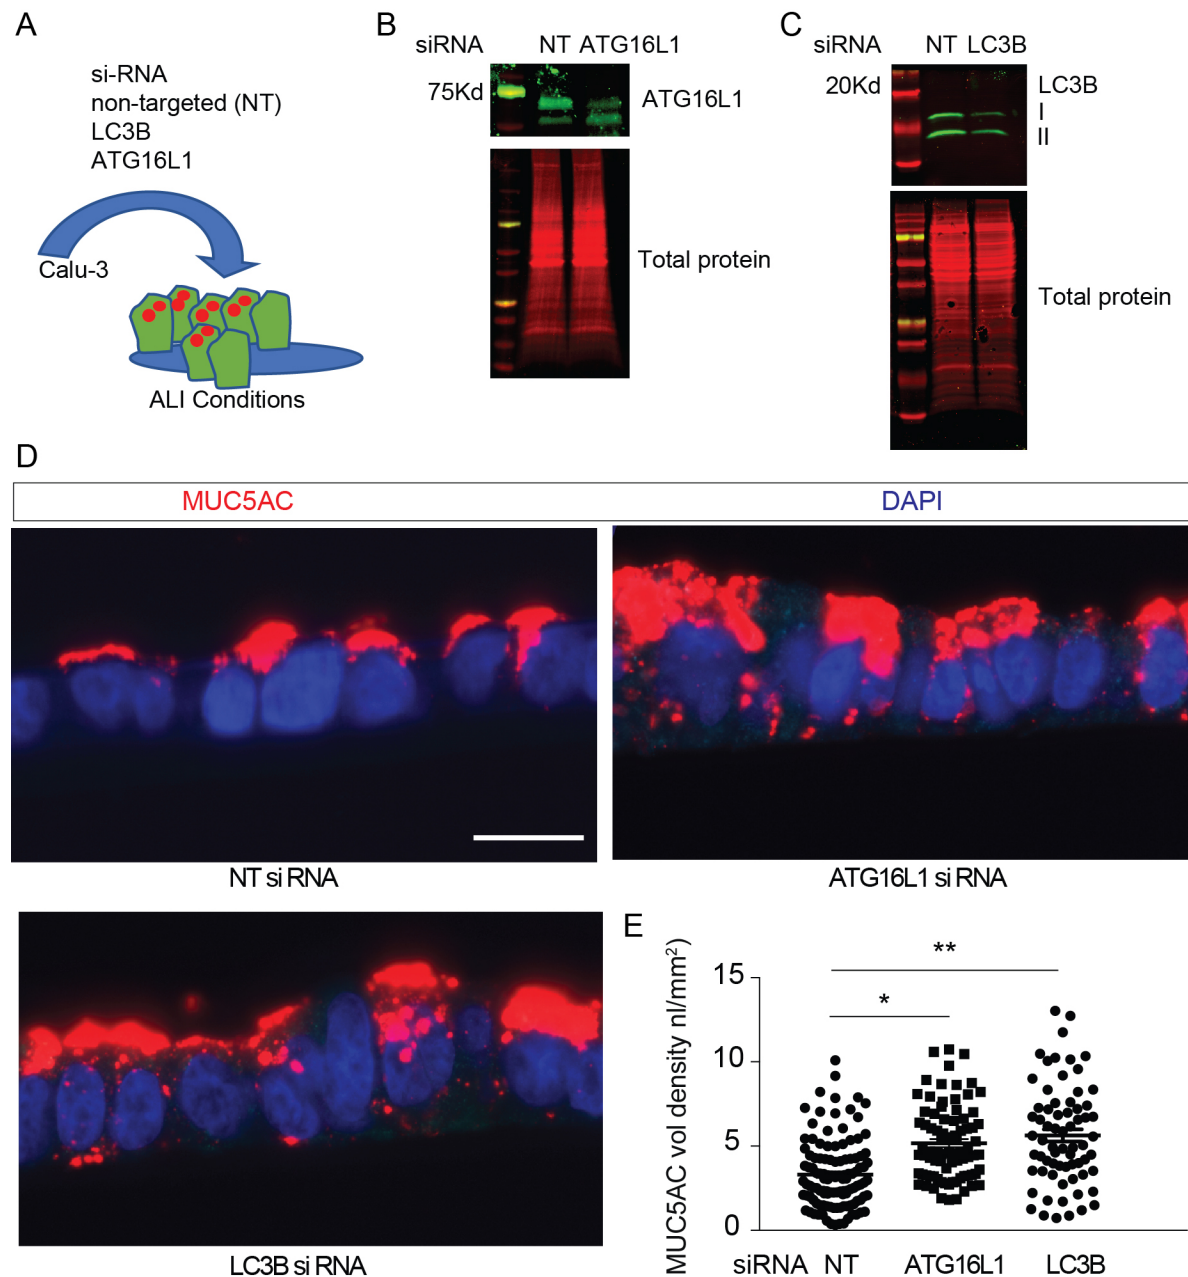 A
si-RNA
non-targeted (NT)
LC3B
ATG16L1
Calu-3
ALI Conditions
B
siRNA NT ATG16L1
75Kd
ATG16L1
Total protein
C
siRNA NT LC3B
20Kd
LC3B
I
II
Total protein
D
MUC5AC DAPI
NT si RNA
ATG16L1 si RNA
LC3B si RNA
E
MUC5AC vol density nl/mm²)
15
10
5
0
**
*
siRNA NT ATG16L1 LC3B